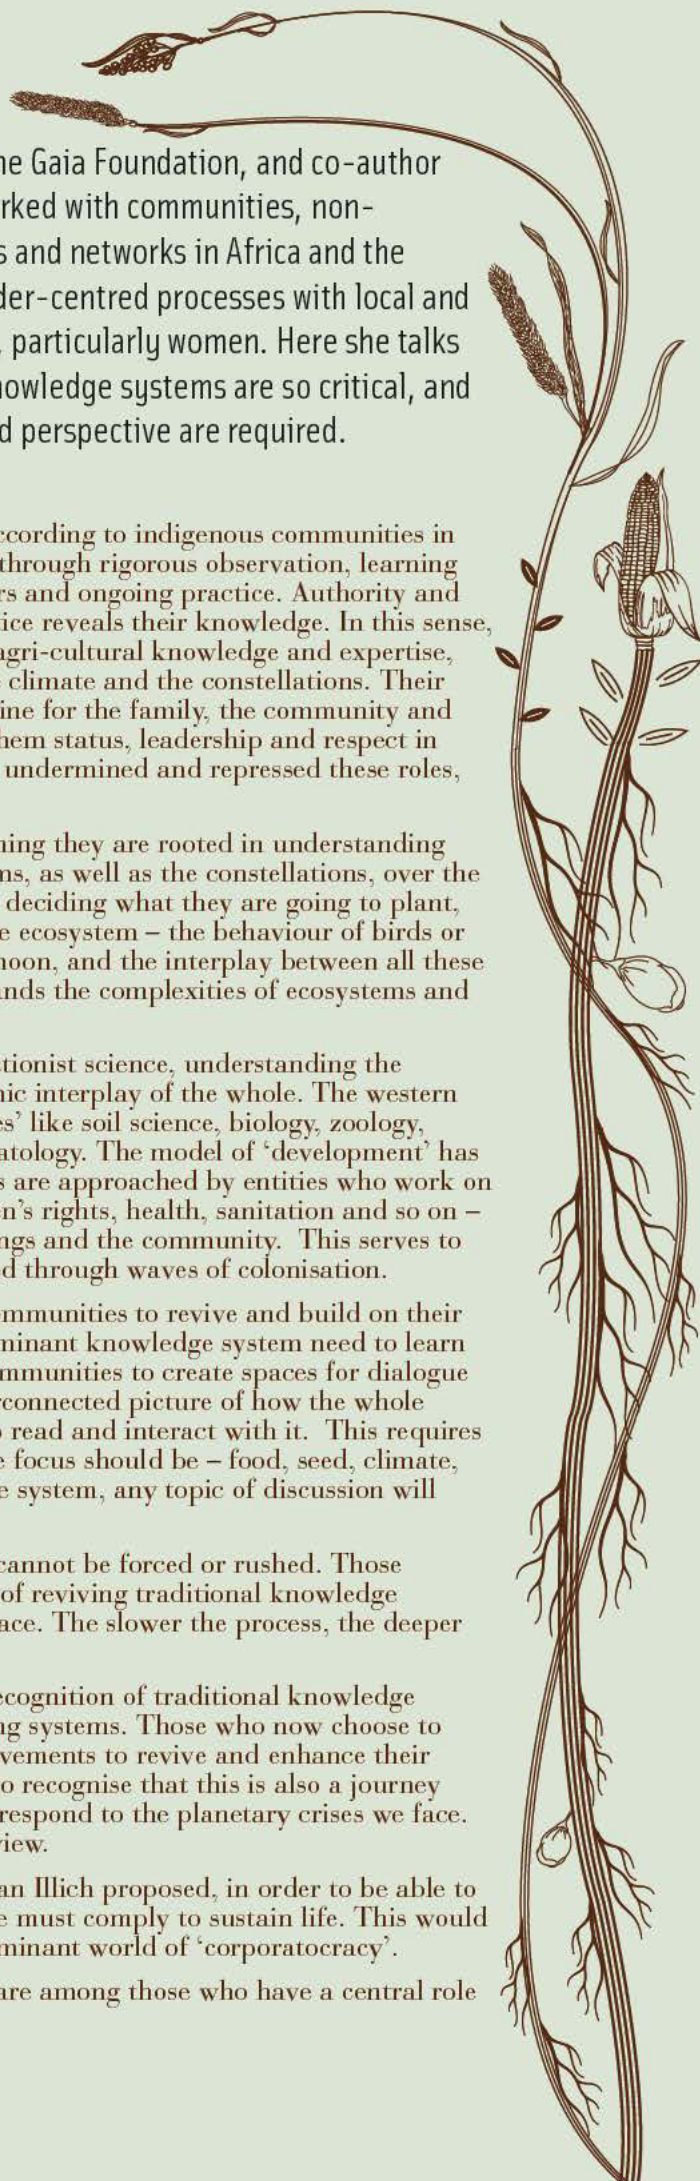 ne Gaia Foundation, and co-author
rked with communities, non-
s and networks in Africa and the
der-centred processes with local and
, particularly women. Here she talks
nowledge systems are so critical, and
d perspective are required.
ccording to indigenous communities in
through rigorous observation, learning
rs and ongoing practice. Authority and
tice reveals their knowledge. In this sense,
agri-cultural knowledge and expertise,
e climate and the constellations. Their
ine for the family, the community and
hem status, leadership and respect in
undermined and repressed these roles,
ning they are rooted in understanding
ms, as well as the constellations, over the
deciding what they are going to plant,
e ecosystem – the behaviour of birds or
noon, and the interplay between all these
ands the complexities of ecosystems and
tionist science, understanding the
nic interplay of the whole. The western
es’ like soil science, biology, zoology,
atology. The model of ‘development’ has
s are approached by entities who work on
en’s rights, health, sanitation and so on –
ngs and the community. This serves to
d through waves of colonisation.
ommunities to revive and build on their
minant knowledge system need to learn
mmunities to create spaces for dialogue
rconnected picture of how the whole
o read and interact with it. This requires
e focus should be – food, seed, climate,
e system, any topic of discussion will
cannot be forced or rushed. Those
of reviving traditional knowledge
ace. The slower the process, the deeper
ecognition of traditional knowledge
ng systems. Those who now choose to
vements to revive and enhance their
o recognise that this is also a journey
respond to the planetary crises we face.
view.
an Illich proposed, in order to be able to
e must comply to sustain life. This would
minant world of ‘corporatocracy’.
are among those who have a central role